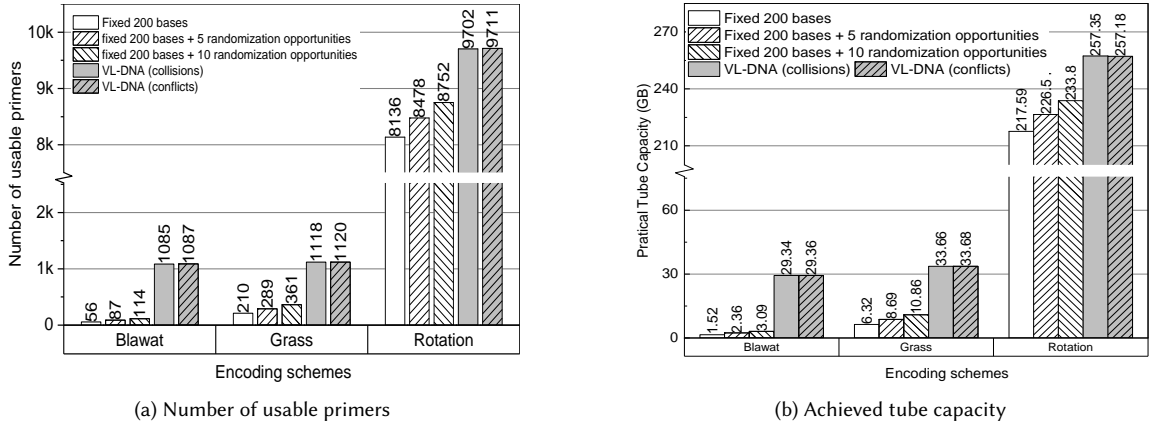 Number of usable primers
10k
9k
8k
2k
1k
0
Fixed 200 bases
fixed 200 bases + 5 randomization opportunities
fixed 200 bases + 10 randomization opportunities
VL-DNA (collisions)
VL-DNA (conflicts)
56
87
114
1085
1087
210
289
361
1118
1120
8136
8478
8752
9702
9711
Blawat Grass Rotation
Encoding schemes
(a) Number of usable primers
Pratical Tube Capacity (GB)
270
240
210
60
30
0
Fixed 200 bases
Fixed 200 bases + 5 randomization opportunities
Fixed 200 bases + 10 randomization opportunities
VL-DNA (collisions) VL-DNA (conflicts)
1.52
2.36
3.09
29.34
29.36
6.32
8.69
10.86
33.66
33.68
217.59
226.5 .
233.8
257.35
257.18
Blawat Grass Rotation
Encoding schemes
(b) Achieved tube capacity